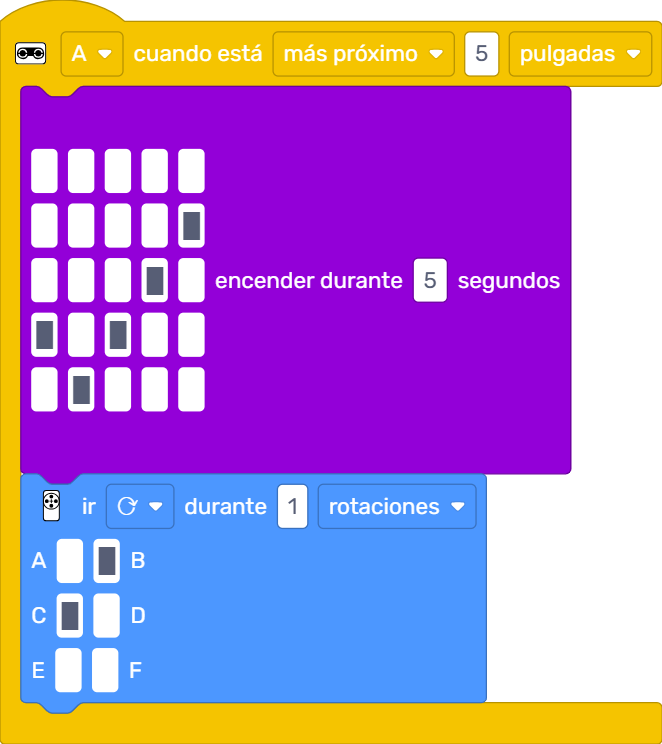 A cuando está más próximo 5 pulgadas
encender durante 5 segundos
ir durante 1 rotaciones
A B
C D
E F